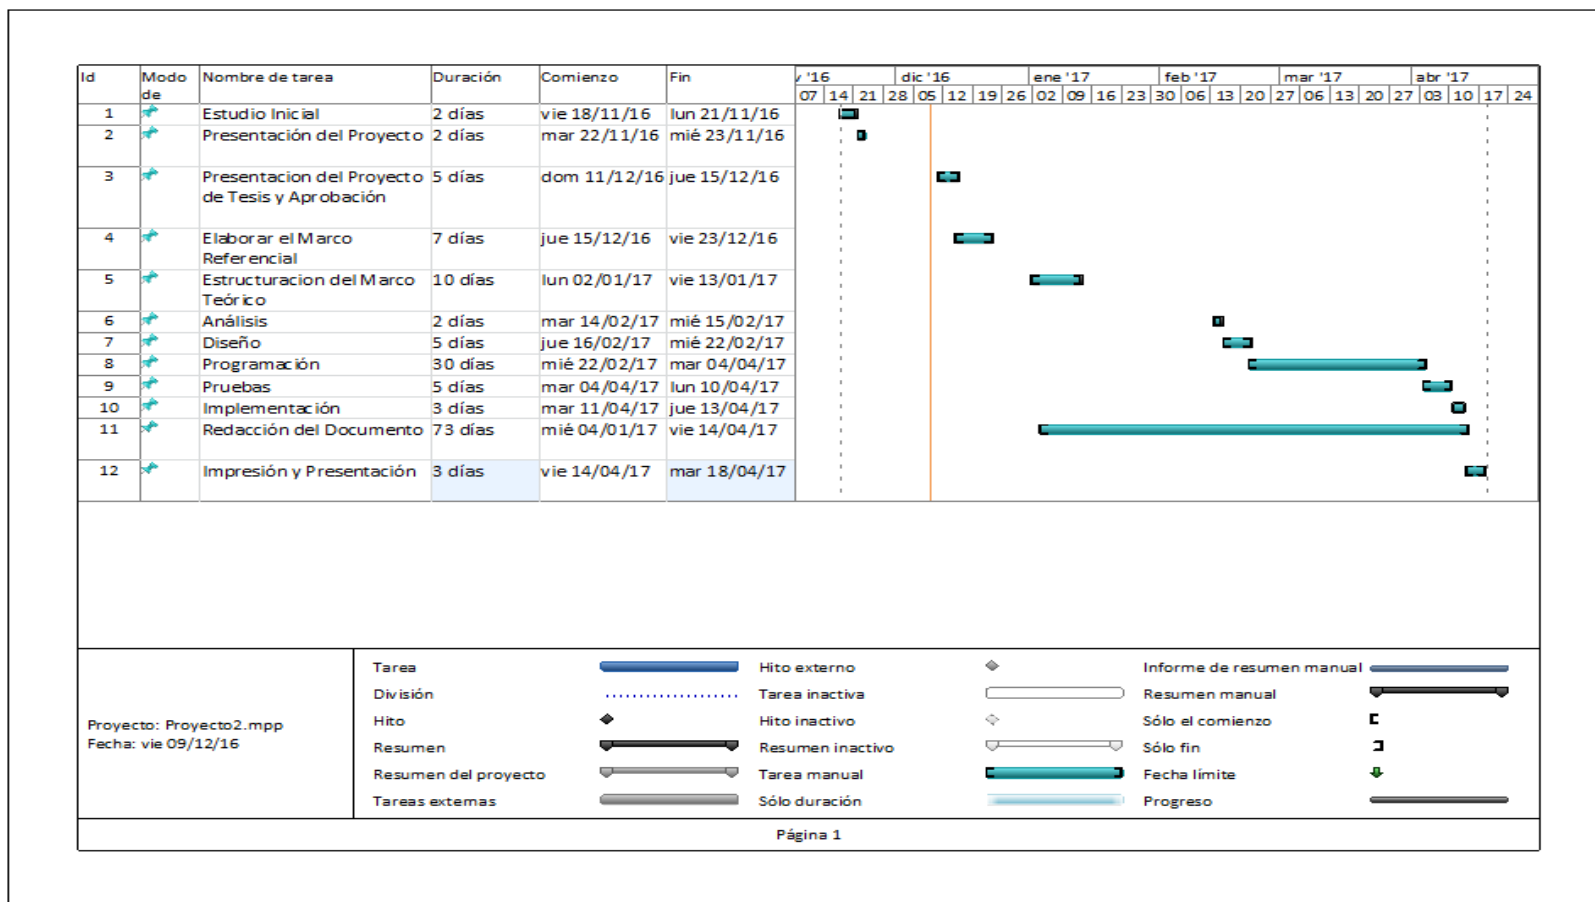 Id Modo de Nombre de tarea Duración Comienzo Fin
/ '16 dic '16 ene '17 feb '17 mar '17 abr '17
07 14 21 28 05 12 19 26 02 09 16 23 30 06 13 20 27 06 13 20 27 03 10 17 24
1 Estudio Inicial 2 días vie 18/11/16 lun 21/11/16
2 Presentación del Proyecto 2 días mar 22/11/16 mié 23/11/16
3 Presentacion del Proyecto 5 días dom 11/12/16 jue 15/12/16
de Tesis y Aprobación
4 Elaborar el Marco 7 días jue 15/12/16 vie 23/12/16
Referencial
5 Estructuracion del Marco 10 días lun 02/01/17 vie 13/01/17
Teórico
6 Análisis 2 días mar 14/02/17 mié 15/02/17
7 Diseño 5 días jue 16/02/17 mié 22/02/17
8 Programación 30 días mié 22/02/17 mar 04/04/17
9 Pruebas 5 días mar 04/04/17 lun 10/04/17
10 Implementación 3 días mar 11/04/17 jue 13/04/17
11 Redacción del Documento 73 días mié 04/01/17 vie 14/04/17
12 Impresión y Presentación 3 días vie 14/04/17 mar 18/04/17
Proyecto: Proyecto2.mpp
Fecha: vie 09/12/16
Tarea
División
Hito
Resumen
Resumen del proyecto
Tareas externas
Hito externo
Tarea inactiva
Hito inactivo
Resumen inactivo
Tarea manual
Sólo duración
Informe de resumen manual
Resumen manual
Sólo el comienzo
Sólo fin
Fecha límite
Progreso
Página 1